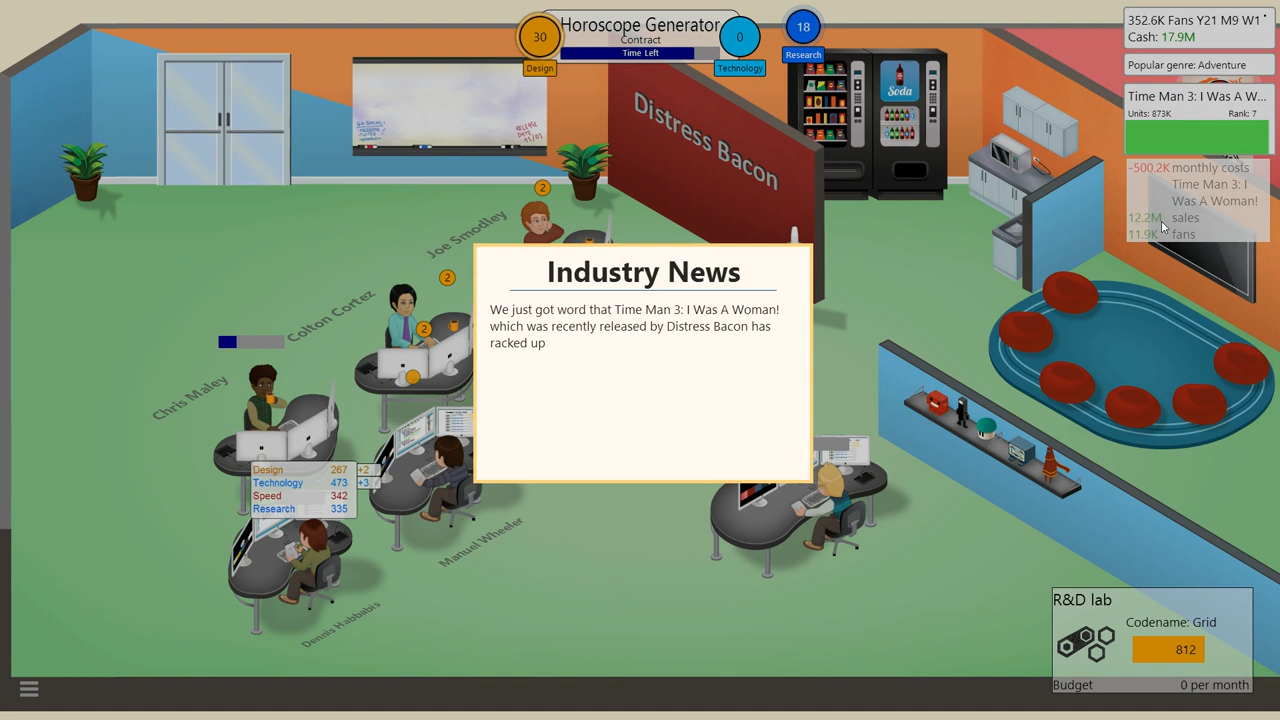 Horoscope Generator
Contract
Time Left
30
Design
0
Technology
18
Research
352.6K Fans Y21 M9 W1
Cash: 17.9M
Popular genre: Adventure
Time Man 3: I Was A W...
Units: 873K
Rank: 7
-500.2K monthly costs
Time Man 3: I
Was A Woman!
12.2M sales
11.9K fans
Distress Bacon
Soda
RELEASE
Joe Smodley
2
Colton Cortez
2
2
Chris Maley
Industry News
We just got word that Time Man 3: I Was A Woman!
which was recently released by Distress Bacon has
racked up
Design 267 +2
Technology 473 +3
Speed 342
Research 335
Manuel Wheeler
Dennis Habbabis
R&D lab
Codename: Grid
812
Budget 0 per month